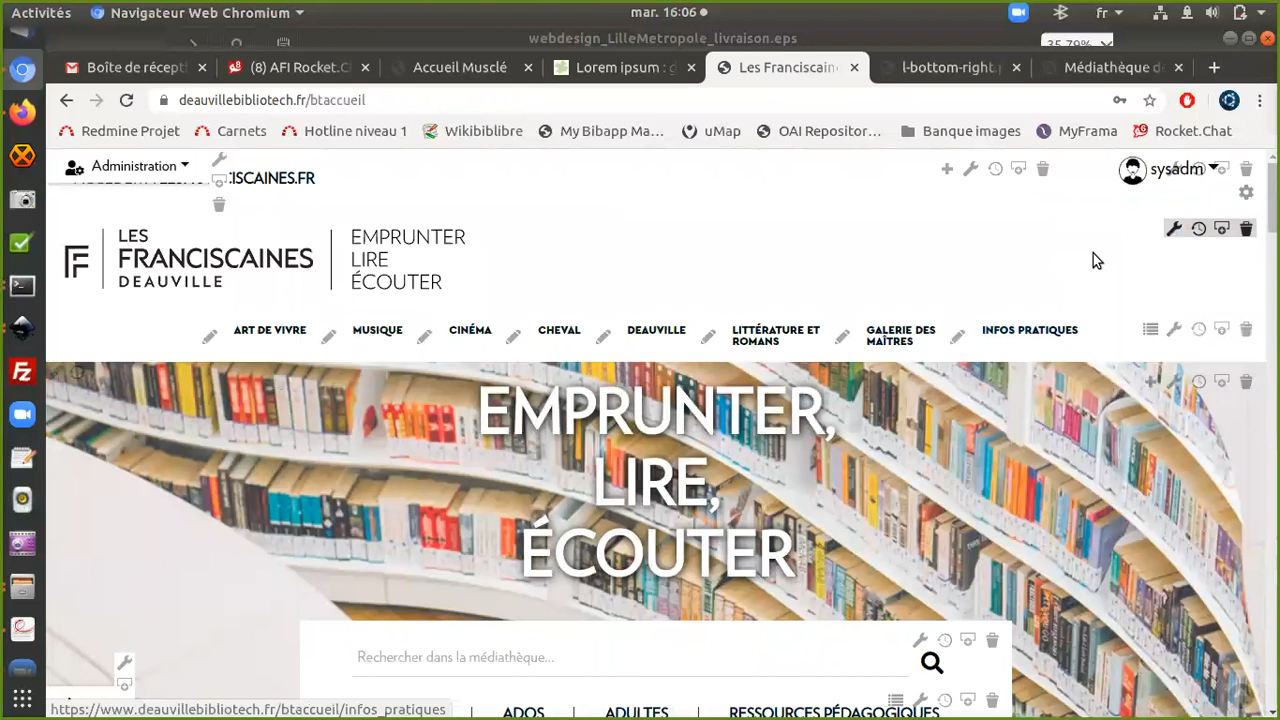 Activités
Navigateur Web Chromium
mar. 16:06
fr
webdesign_LilleMetropole_livraison.eps
35,79%
Boîte de récept
(8) AFI Rocket.C
Accueil Musclé
Lorem ipsum : g
Les Franciscain
l-bottom-right.
Médiathèque d
deauvillebibliotech.fr/btaccueil
Redmine Projet
Carnets
Hotline niveau 1
Wikibiblibre
My Bibapp Ma...
uMap
OAI Repositor...
Banque images
MyFrama
Rocket.Chat
Administration
CISCAINES.FR
sysadm
LES
FRANCISCAINES
DEAUVILLE
EMPRUNTER
LIRE
ÉCOUTER
ART DE VIVRE
MUSIQUE
CINÉMA
CHEVAL
DEAUVILLE
LITTÉRATURE ET
ROMANS
GALERIE DES
MAÎTRES
INFOS PRATIQUES
EMPRUNTER,
LIRE,
ÉCOUTER
Rechercher dans la médiathèque...
ADOS
ADULTES
RESSOURCES PÉDAGOGIQUES
https://www.deauvillebibliotech.fr/btaccueil/infos_pratiques